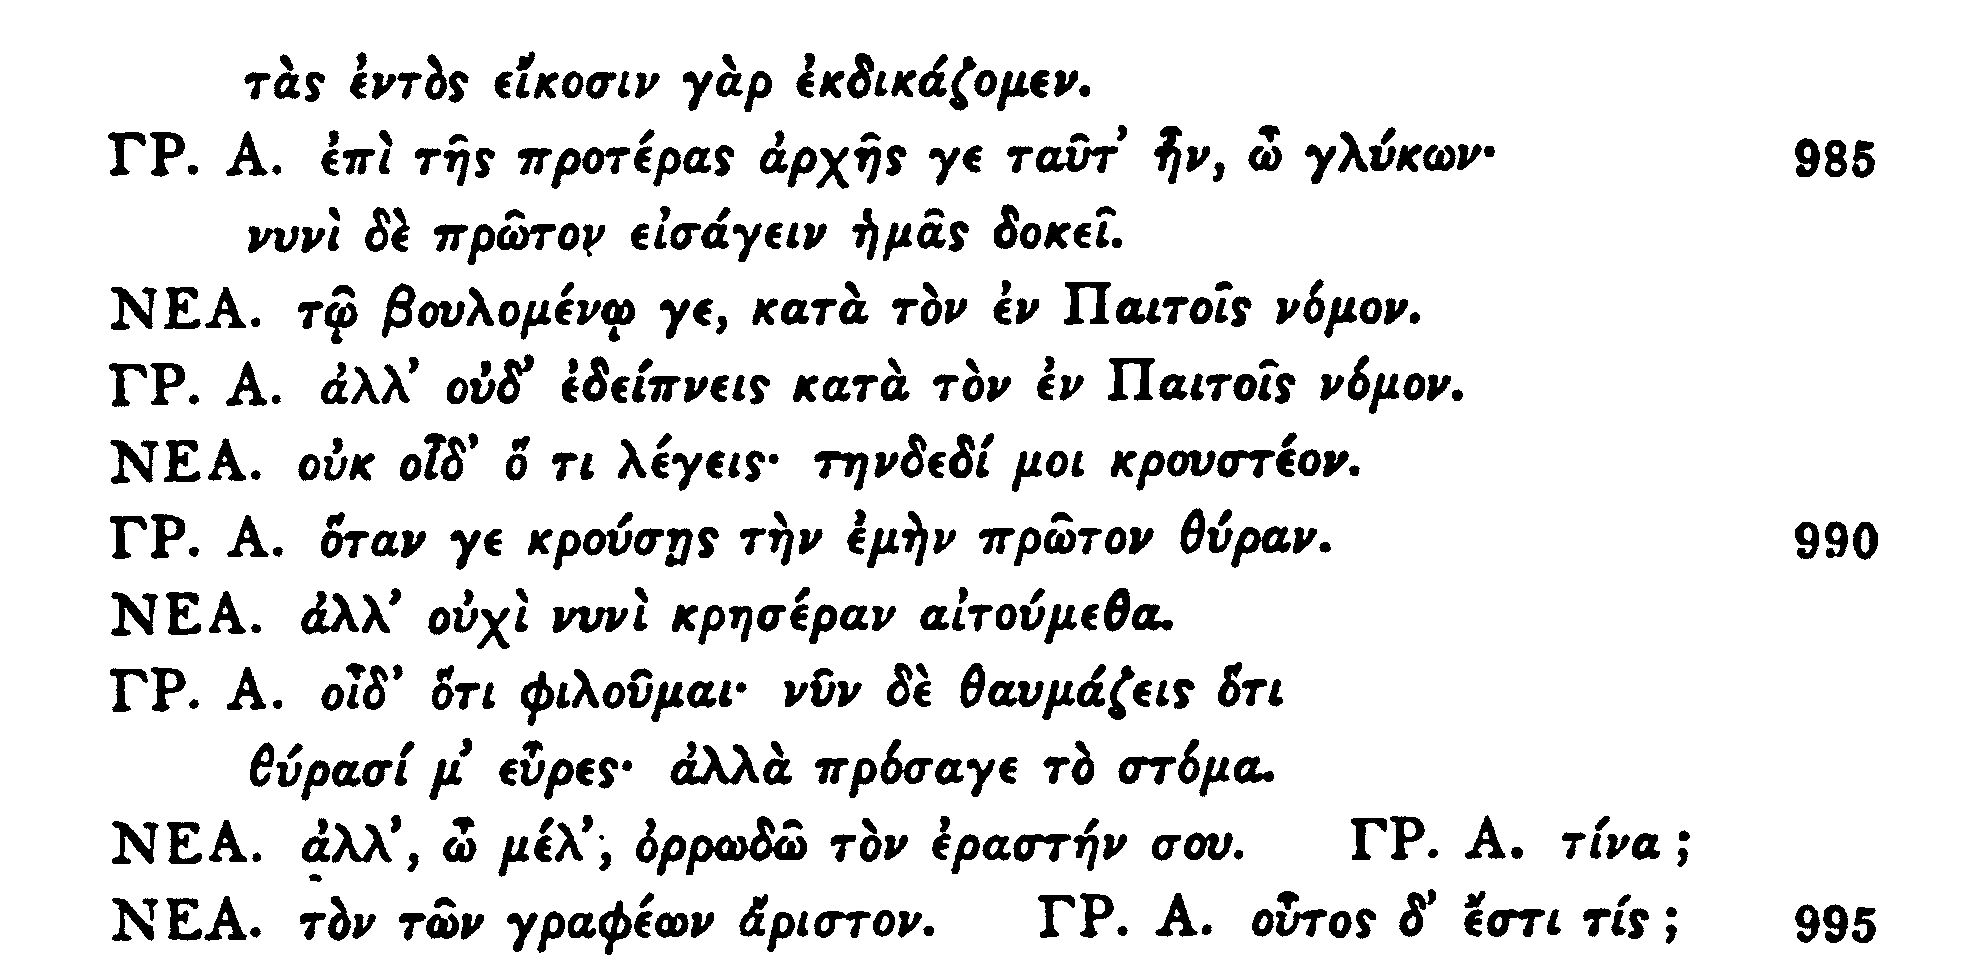 τὰς ἐντὸς εἴκοσιν γὰρ ἐκδικάζομεν.
ΓΡ. Α. ἐπὶ τῆς προτέρας ἀρχῆς γε ταῦτ’ ἦν, ὦ γλύκων· 985
νυνὶ δὲ πρῶτον εἰσάγειν ἡμᾶς δοκεῖ.
ΝΕΑ. τῷ βουλομένῳ γε, κατὰ τὸν ἐν Παιτοῖς νόμον.
ΓΡ. Α. ἀλλ’ οὐδ’ ἐδείπνεις κατὰ τὸν ἐν Παιτοῖς νόμον.
ΝΕΑ. οὐκ οἶδ’ ὅ τι λέγεις· τηνδεδί μοι κρουστέον.
ΓΡ. Α. ὅταν γε κρούσῃς τὴν ἐμὴν πρῶτον θύραν. 990
ΝΕΑ. ἀλλ’ οὐχὶ νυνὶ κρησέραν αἰτούμεθα.
ΓΡ. Α. οἶδ’ ὅτι φιλοῦμαι· νῦν δὲ θαυμάζεις ὅτι
θύρασί μ’ εὗρες· ἀλλὰ πρόσαγε τὸ στόμα.
ΝΕΑ. ἀλλ’, ὦ μέλ’, ὀρρωδῶ τὸν ἐραστήν σου. ΓΡ. Α. τίνα ;
ΝΕΑ. τὸν τῶν γραφέων ἄριστον. ΓΡ. Α. οὗτος δ’ ἔστι τίς ; 995